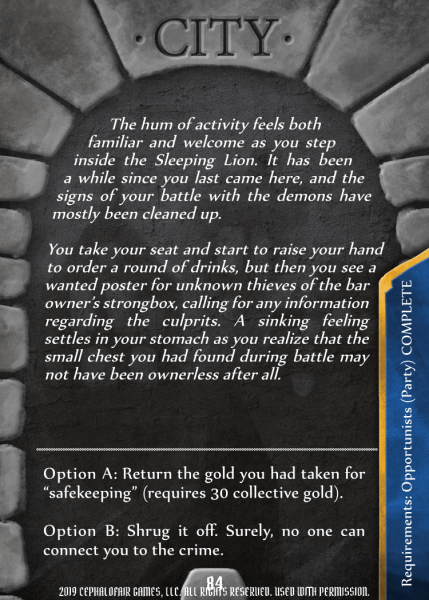 · CITY ·
The hum of activity feels both
familiar and welcome as you step
inside the Sleeping Lion. It has been
a while since you last came here, and the
signs of your battle with the demons have
mostly been cleaned up.
You take your seat and start to raise your hand
to order a round of drinks, but then you see a
wanted poster for unknown thieves of the bar
owner's strongbox, calling for any information
regarding the culprits. A sinking feeling
settles in your stomach as you realize that the
small chest you had found during battle may
not have been ownerless after all.
Option A: Return the gold you had taken for
“safekeeping” (requires 30 collective gold).
Option B: Shrug it off. Surely, no one can
connect you to the crime.
Requirements: Opportunists (Party) COMPLETE
84
2019 CEPHALOFAIR GAMES, LLC. ALL RIGHTS RESERVED. USED WITH PERMISSION.